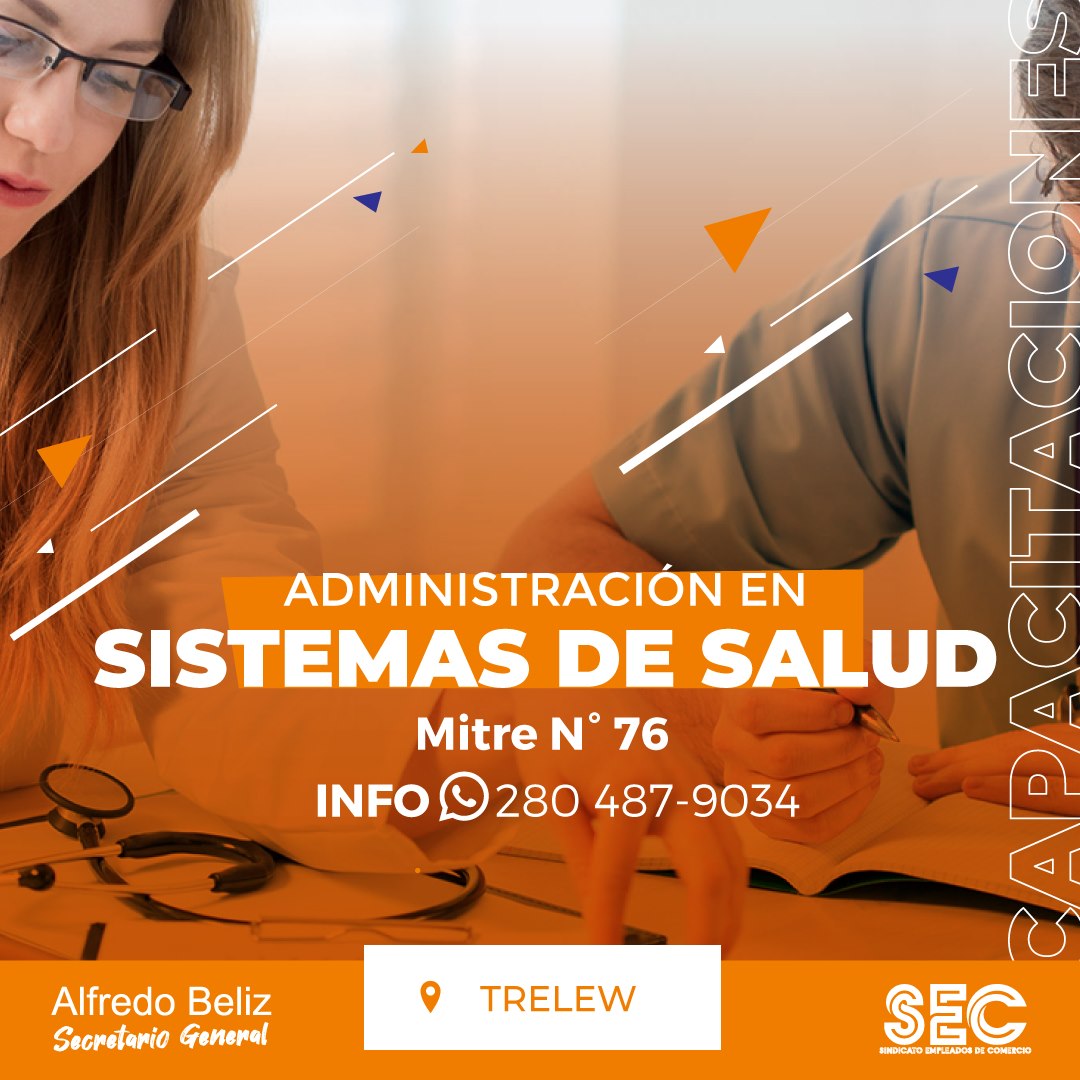 CAPACITACIONES
ADMINISTRACIÓN EN
SISTEMAS DE SALUD
Mitre N° 76
INFO 280 487-9034
Alfredo Beliz
Secretario General
TRELEW
SEC
SINDICATO EMPLEADOS DE COMERCIO